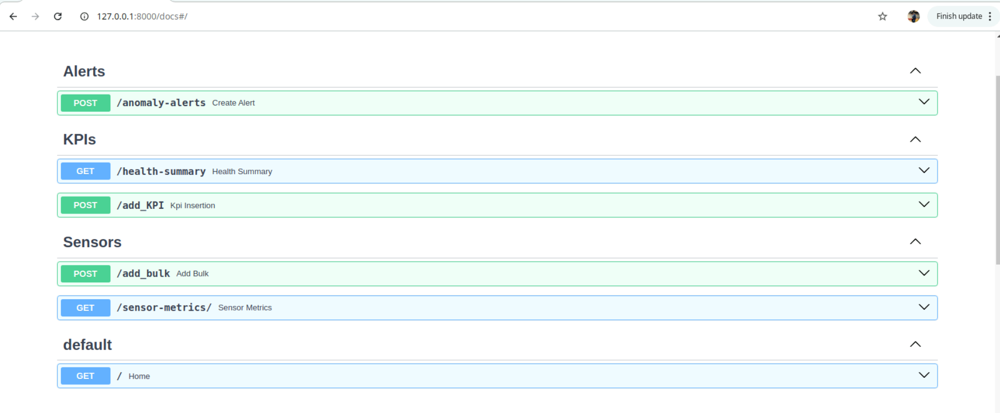 127.0.0.1:8000/docs#/
Finish update
Alerts
POST /anomaly-alerts Create Alert
KPIs
GET /health-summary Health Summary
POST /add_KPI Kpi Insertion
Sensors
POST /add_bulk Add Bulk
GET /sensor-metrics/ Sensor Metrics
default
GET / Home